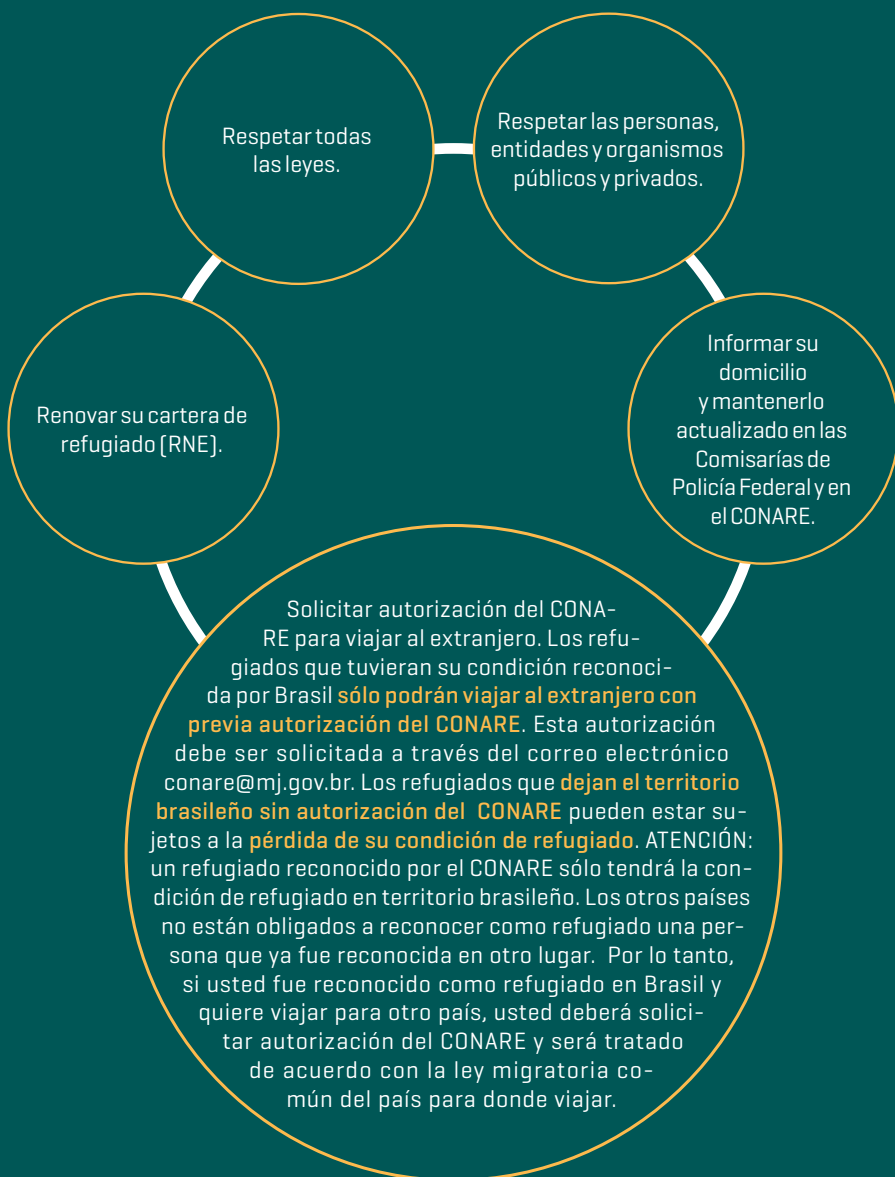 Respetar todas
las leyes.
Respetar las personas,
entidades y organismos
públicos y privados.
Renovar su cartera de
refugiado (RNE).
Informar su
domicilio
y mantenerlo
actualizado en las
Comisarías de
Policía Federal y en
el CONARE.
Solicitar autorización del CONA-
RE para viajar al extranjero. Los refu-
giados que tuvieran su condición reconoci-
da por Brasil sólo podrán viajar al extranjero con
previa autorización del CONARE. Esta autorización
debe ser solicitada a través del correo electrónico
conare@mj.gov.br. Los refugiados que dejan el territorio
brasileño sin autorización del CONARE pueden estar su-
jetos a la pérdida de su condición de refugiado. ATENCIÓN:
un refugiado reconocido por el CONARE sólo tendrá la con-
dición de refugiado en territorio brasileño. Los otros países
no están obligados a reconocer como refugiado una per-
sona que ya fue reconocida en otro lugar. Por lo tanto,
si usted fue reconocido como refugiado en Brasil y
quiere viajar para otro país, usted deberá solici-
tar autorización del CONARE y será tratado
de acuerdo con la ley migratoria co-
mún del país para donde viajar.